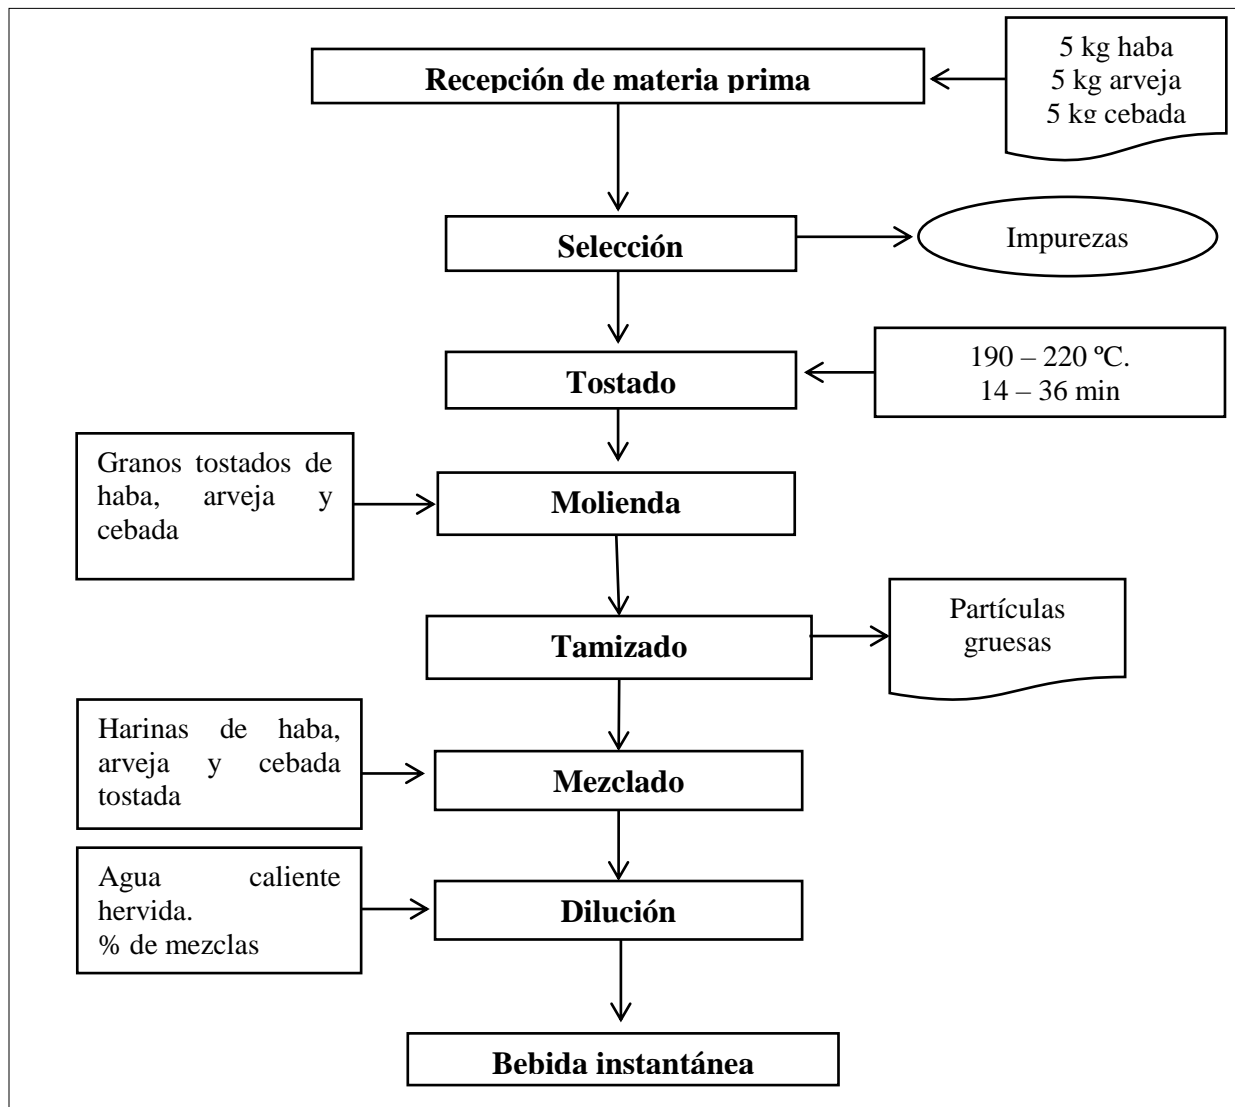 Recepción de materia prima
5 kg haba
5 kg arveja
5 kg cebada
Selección
Impurezas
Tostado
190 – 220 ºC.
14 – 36 min
Granos tostados de
haba, arveja y
cebada
Molienda
Tamizado
Partículas
gruesas
Harinas de haba,
arveja y cebada
tostada
Mezclado
Agua caliente
hervida.
% de mezclas
Dilución
Bebida instantánea